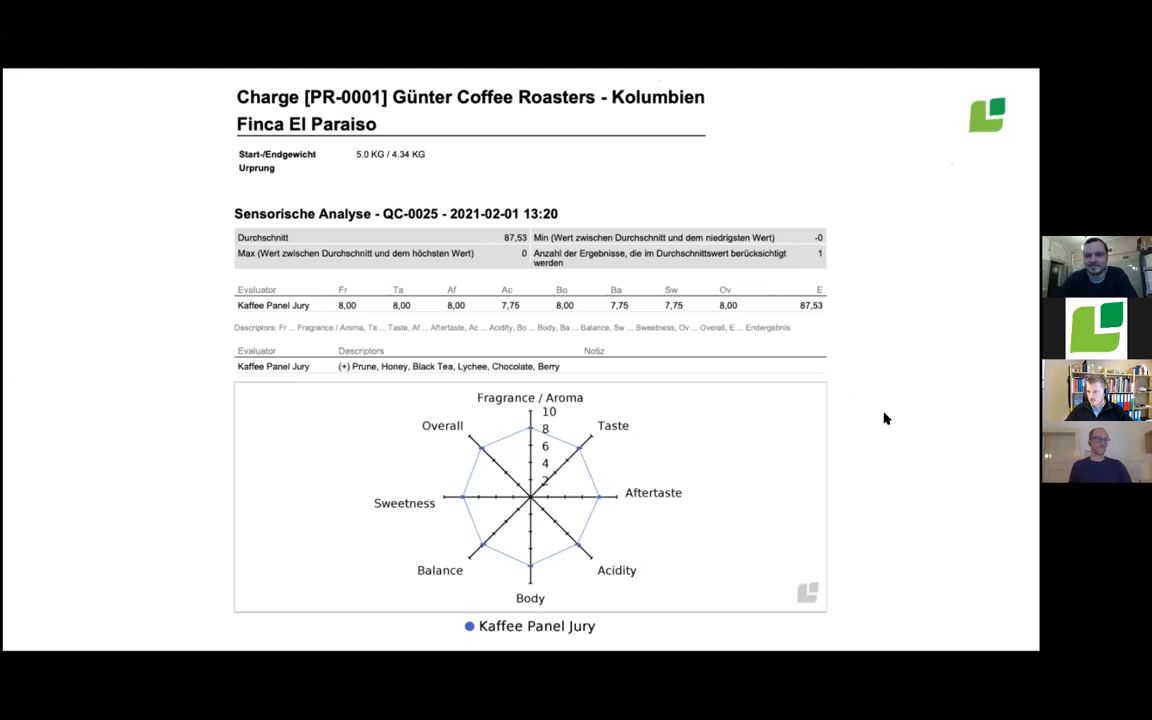 Charge [PR-0001] Günter Coffee Roasters - Kolumbien
Finca El Paraiso
Start-/Endgewicht 5.0 KG / 4.34 KG
Urprung
Sensorische Analyse - QC-0025 - 2021-02-01 13:20
Durchschnitt 87,53 Min (Wert zwischen Durchschnitt und dem niedrigsten Wert) -0
Max (Wert zwischen Durchschnitt und dem höchsten Wert) 0 Anzahl der Ergebnisse, die im Durchschnittswert berücksichtigt 1
werden
Evaluator Fr Ta Af Ac Bo Ba Sw Ov E
Kaffee Panel Jury 8,00 8,00 8,00 7,75 8,00 7,75 7,75 8,00 87,53
Descriptors: Fr ... Fragrance / Aroma, Ta ... Taste, Af ... Aftertaste, Ac ... Acidity, Bo ... Body, Ba ... Balance, Sw ... Sweetness, Ov ... Overall, E ... Endergebnis
Evaluator Descriptors Notiz
Kaffee Panel Jury (+) Prune, Honey, Black Tea, Lychee, Chocolate, Berry
Fragrance / Aroma
10
Overall 8 Taste
6
4
2
Sweetness Aftertaste
Balance Acidity
Body
Kaffee Panel Jury